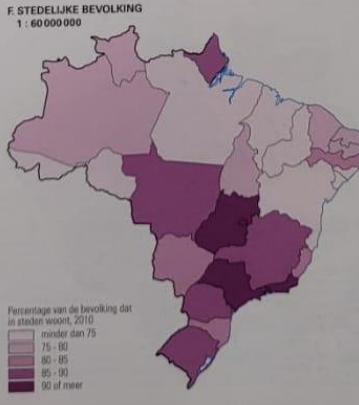 F. STEDELIJKE BEVOLKING
1 : 60 000 000
Percentage van de bevolking dat
in steden woont, 2010
minder dan 75
75 - 80
80 - 85
85 - 90
90 of meer